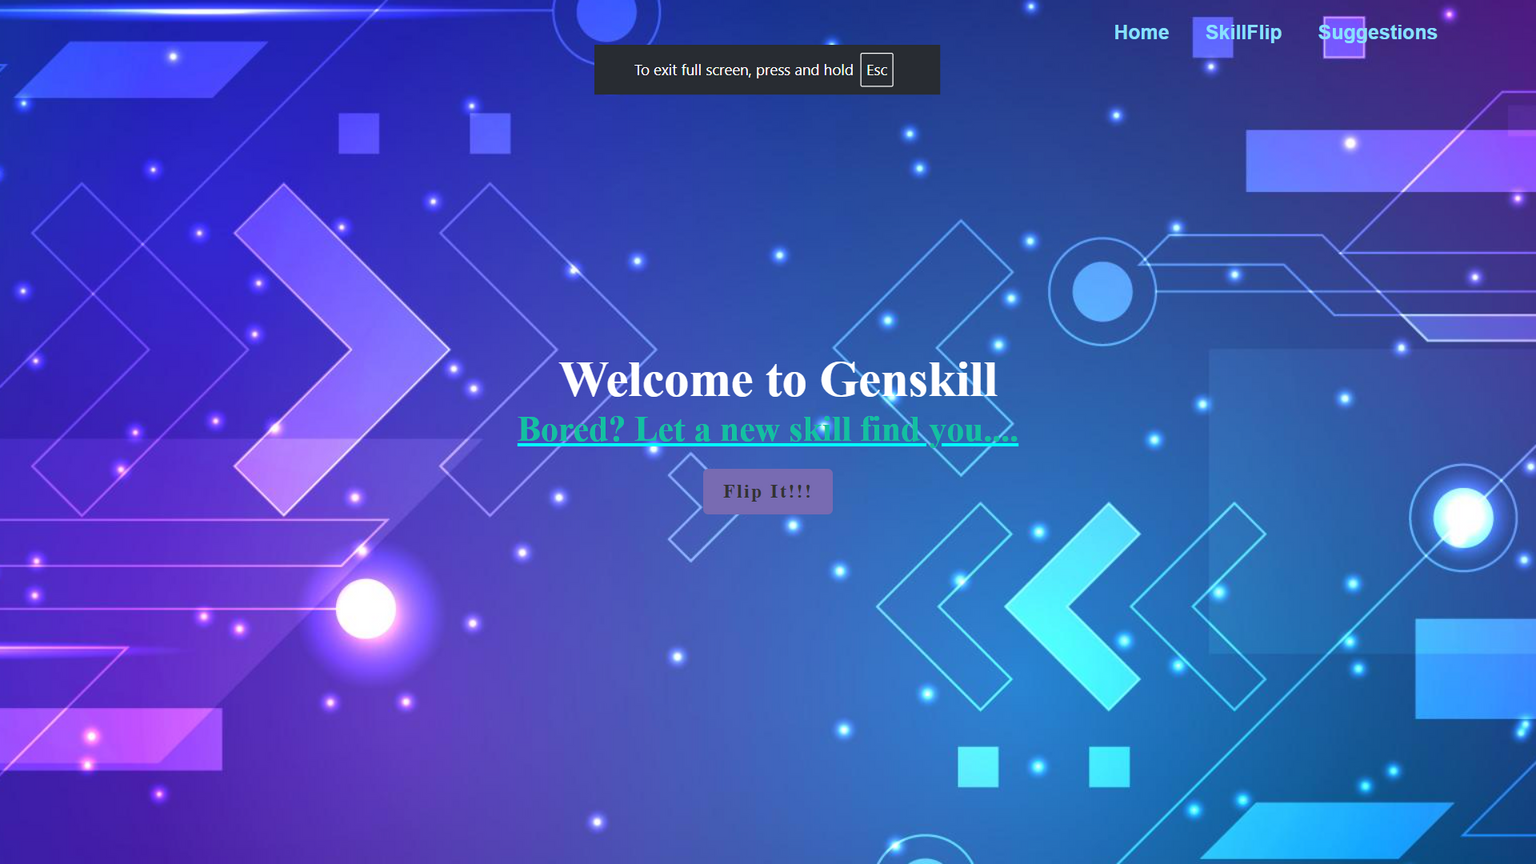 Home SkillFlip Suggestions
To exit full screen, press and hold Esc
Welcome to Genskill
Bored? Let a new skill find you....
Flip It!!!